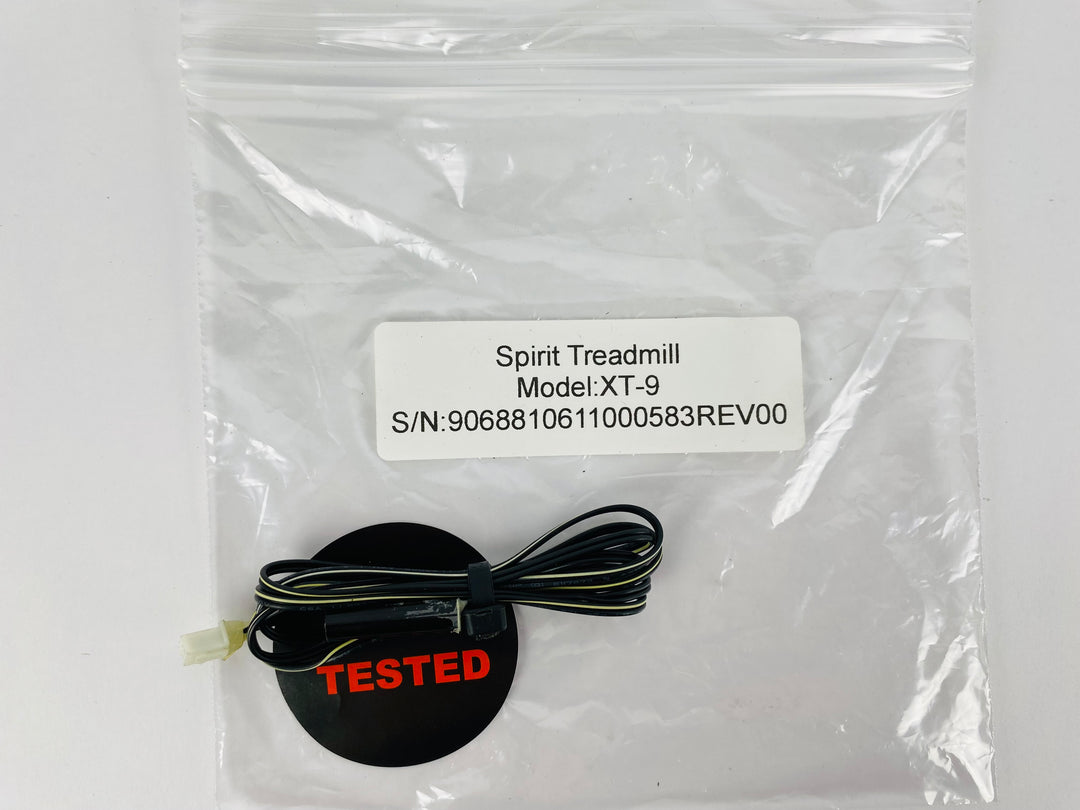 Spirit Treadmill
Model:XT-9
S/N:9068810611000583REV00
TESTED